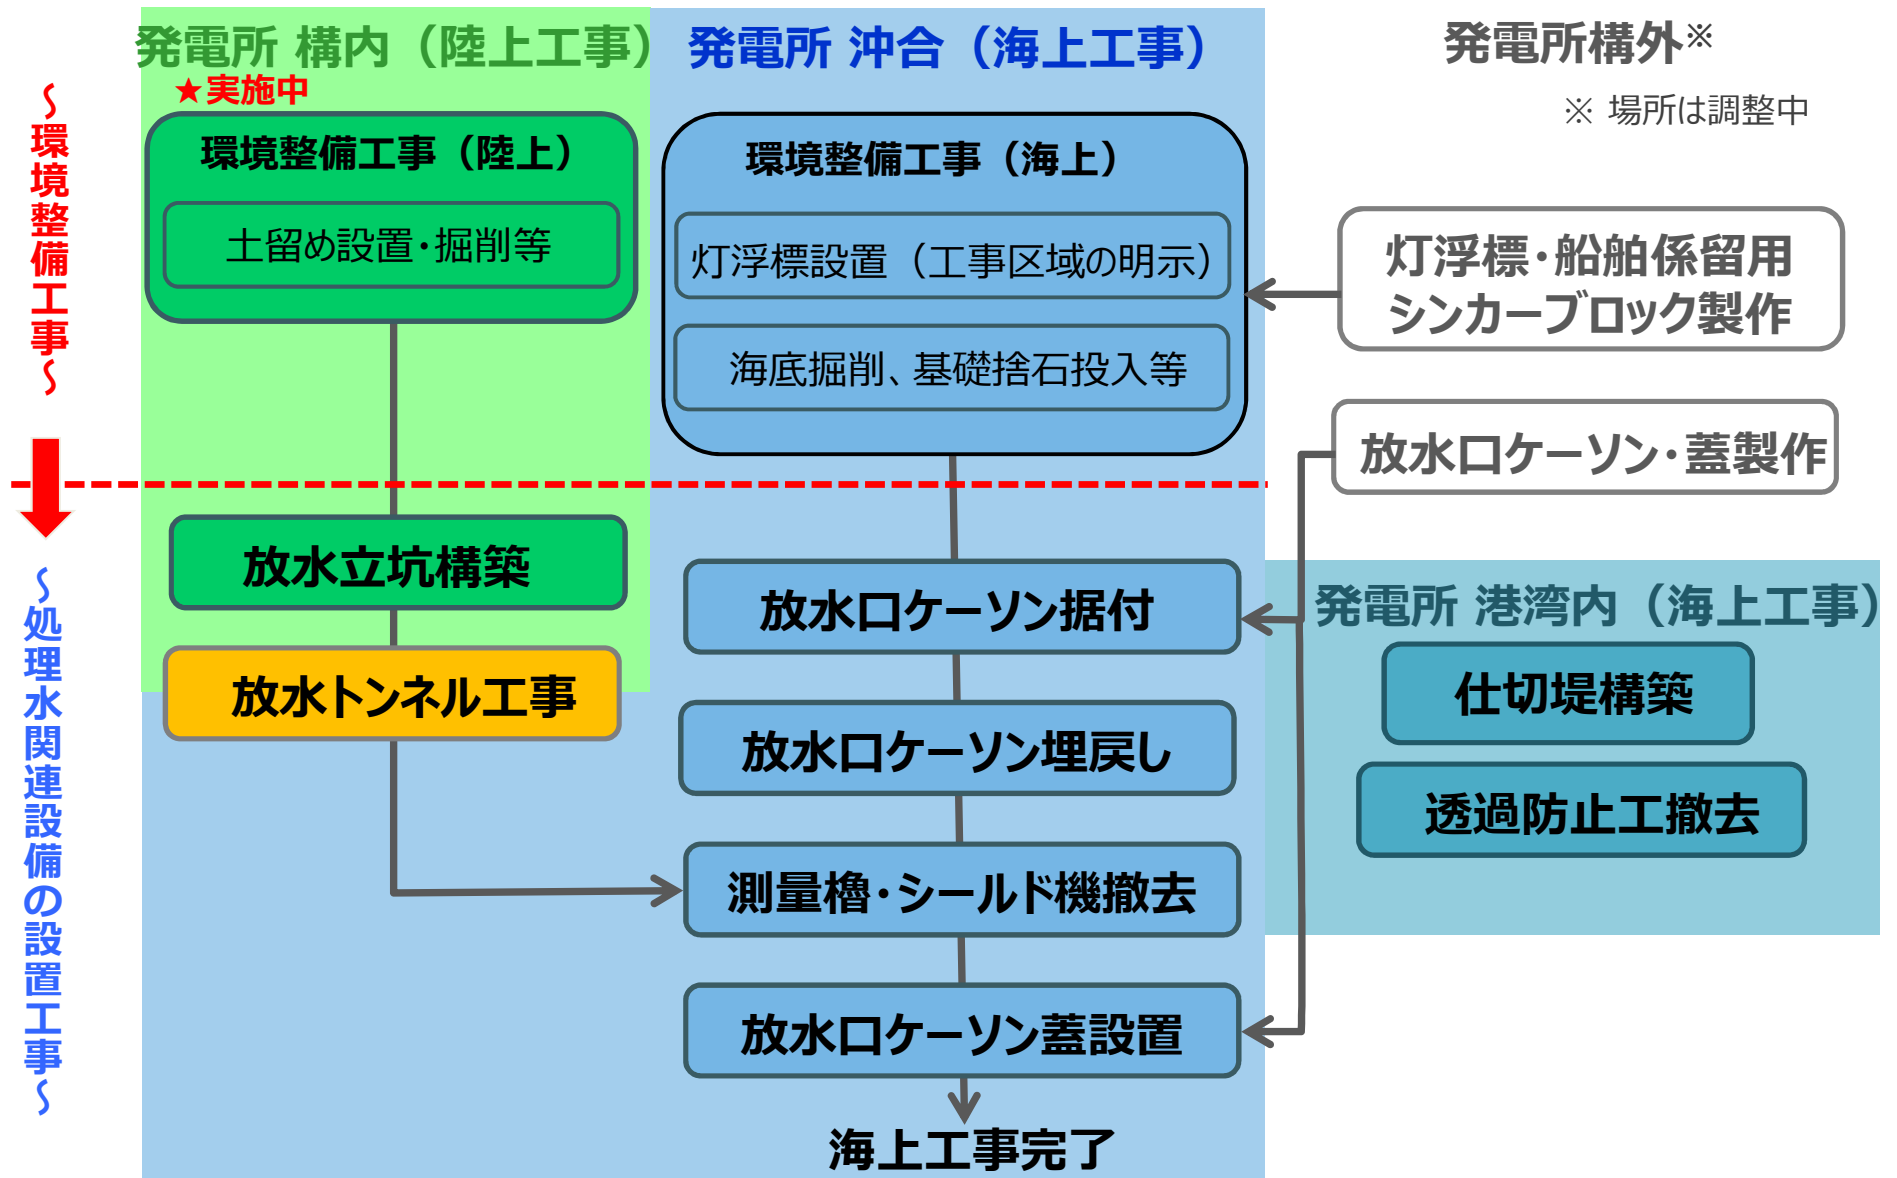 ～環境整備工事～
～処理水関連設備の設置工事～
発電所 構内（陸上工事）
★実施中
環境整備工事（陸上）
土留め設置・掘削等
放水立坑構築
放水トンネル工事
発電所 沖合（海上工事）
環境整備工事（海上）
灯浮標設置（工事区域の明示）
海底掘削、基礎捨石投入等
放水口ケーソン据付
放水口ケーソン埋戻し
測量櫓・シールド機撤去
放水口ケーソン蓋設置
海上工事完了
発電所構外※
※ 場所は調整中
灯浮標・船舶係留用
シンカーブロック製作
放水口ケーソン・蓋製作
発電所 港湾内（海上工事）
仕切堤構築
透過防止工撤去